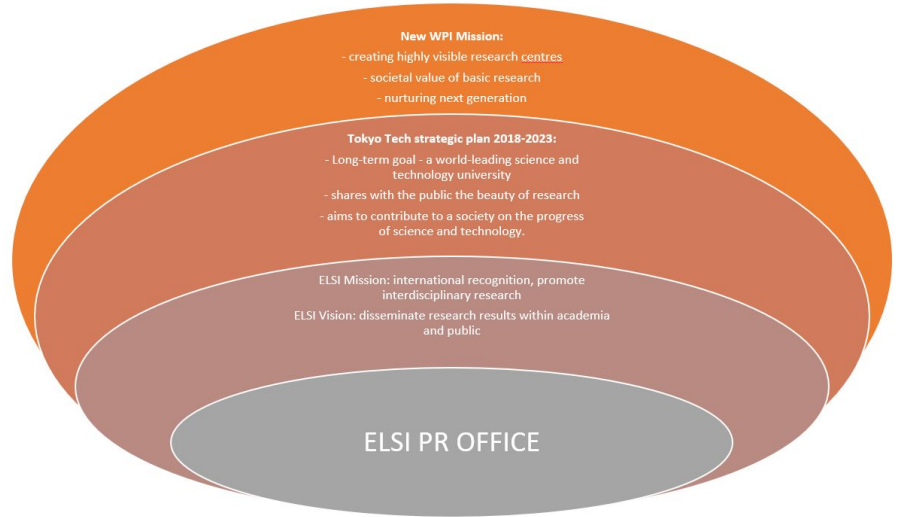 New WPI Mission:
- creating highly visible research centres
- societal value of basic research
- nurturing next generation
Tokyo Tech strategic plan 2018-2023:
- Long-term goal - a world-leading science and
technology university
- shares with the public the beauty of research
- aims to contribute to a society on the progress
of science and technology.
ELSI Mission: international recognition, promote
interdisciplinary research
ELSI Vision: disseminate research results within academia
and public
ELSI PR OFFICE